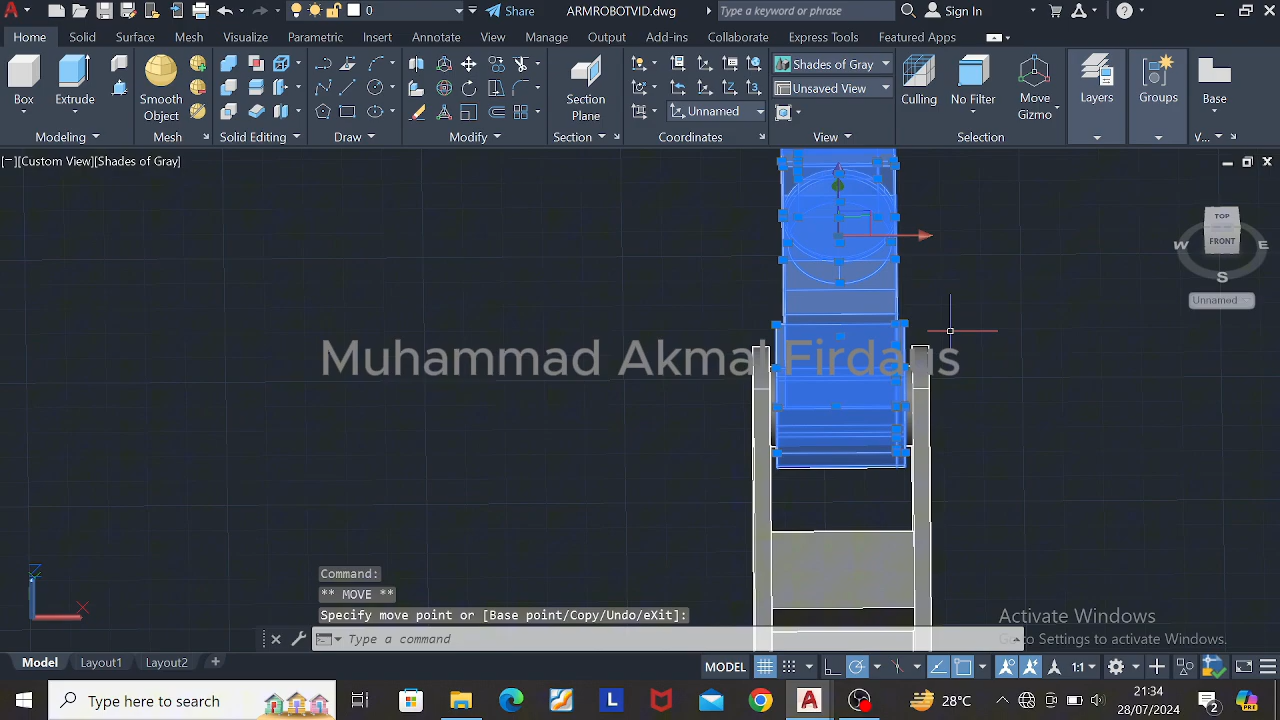 A Share ARMROBOTVID.dwg Type a keyword or phrase Sign In
0
Home Solid Surface Mesh Visualize Parametric Insert Annotate View Manage Output Add-ins Collaborate Express Tools Featured Apps
Box Extrude Smooth Object Section Plane Unnamed Shades of Gray Unsaved View Culling No Filter Move Gizmo Layers Groups Base
Modeling Mesh Solid Editing Draw Modify Section Coordinates View Selection V...
[−][Custom View][Shades of Gray]
TOP
W FRONT E
S
Unnamed
Muhammad Akmal Firdaus
Command:
** MOVE **
Specify move point or [Base point/Copy/Undo/eXit]:
Type a command
Z
X
Activate Windows
Go to Settings to activate Windows.
Model Layout1 Layout2 + MODEL 1:1
Type here to search 28°C 21:34
28/07/2024 2